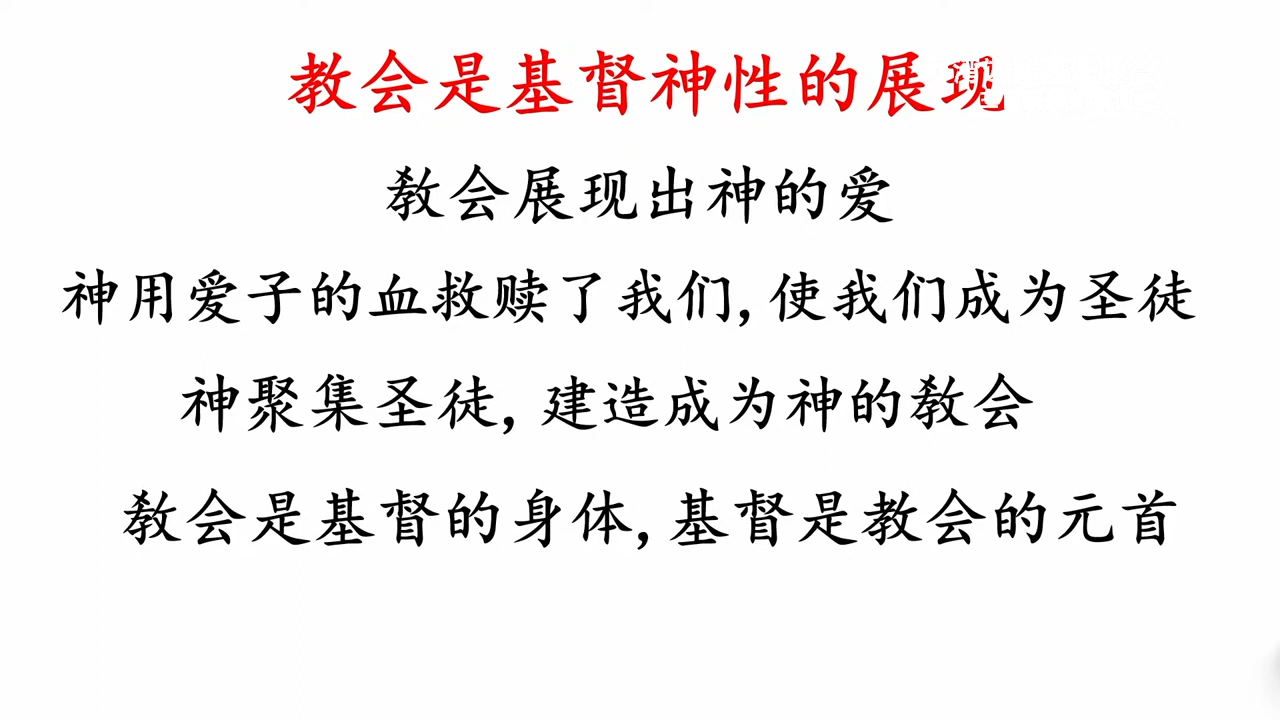 教会是基督神性的展现
教会展现出神的爱
神用爱子的血救赎了我们,使我们成为圣徒
神聚集圣徒,建造成为神的教会
教会是基督的身体,基督是教会的元首